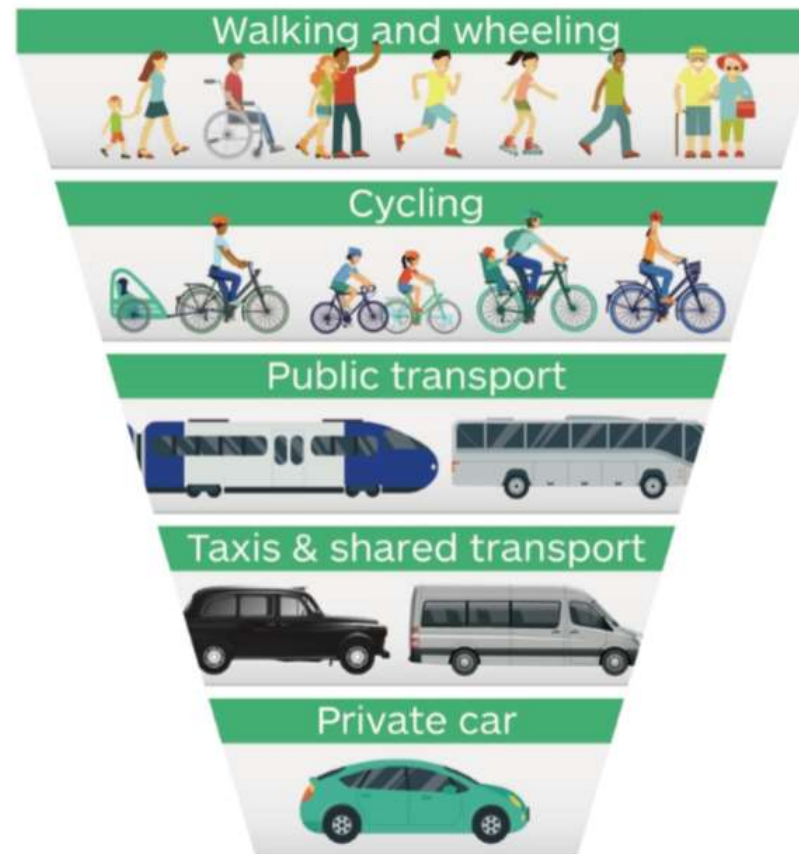 Walking and wheeling
Cycling
Public transport
Taxis & shared transport
Private car